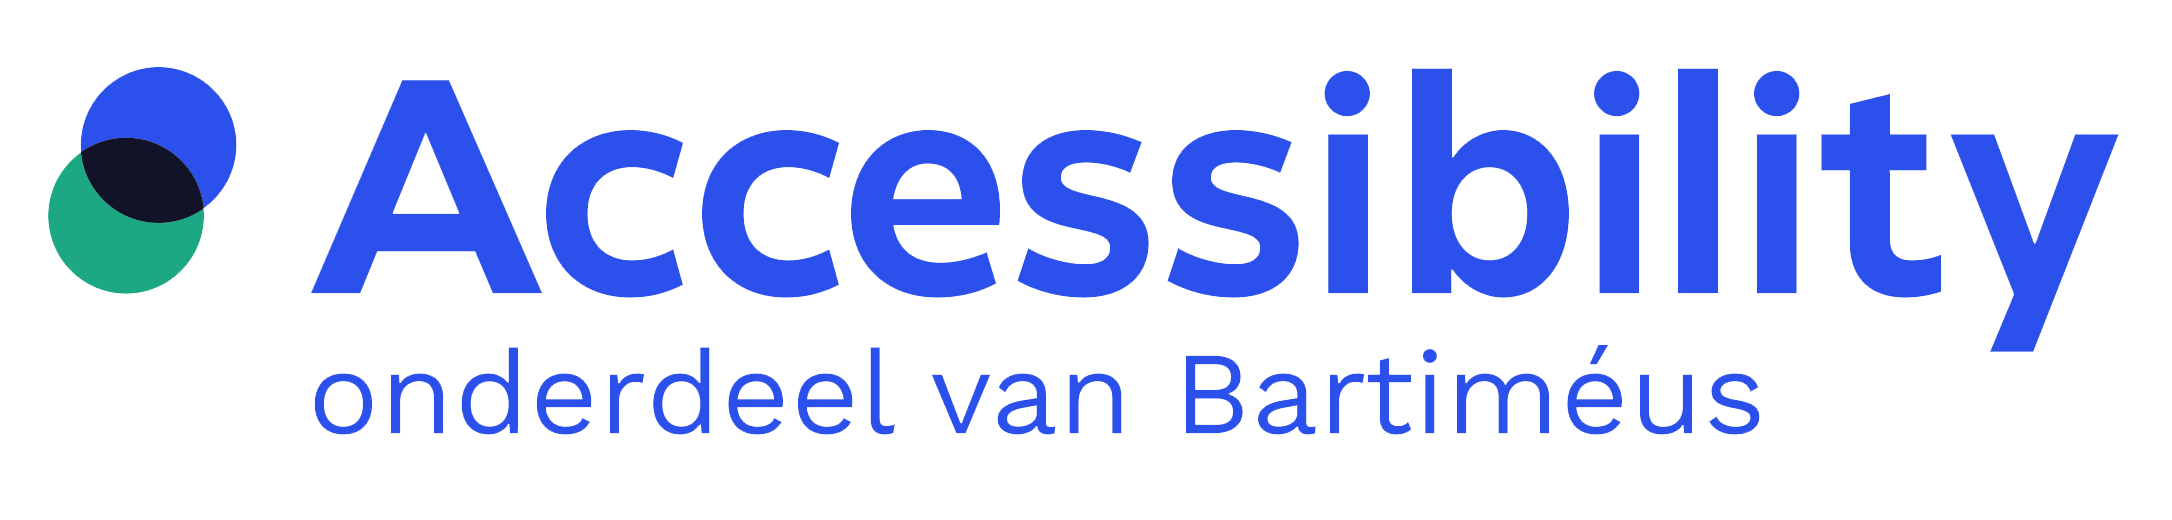 Accessibility
onderdeel van Bartiméus